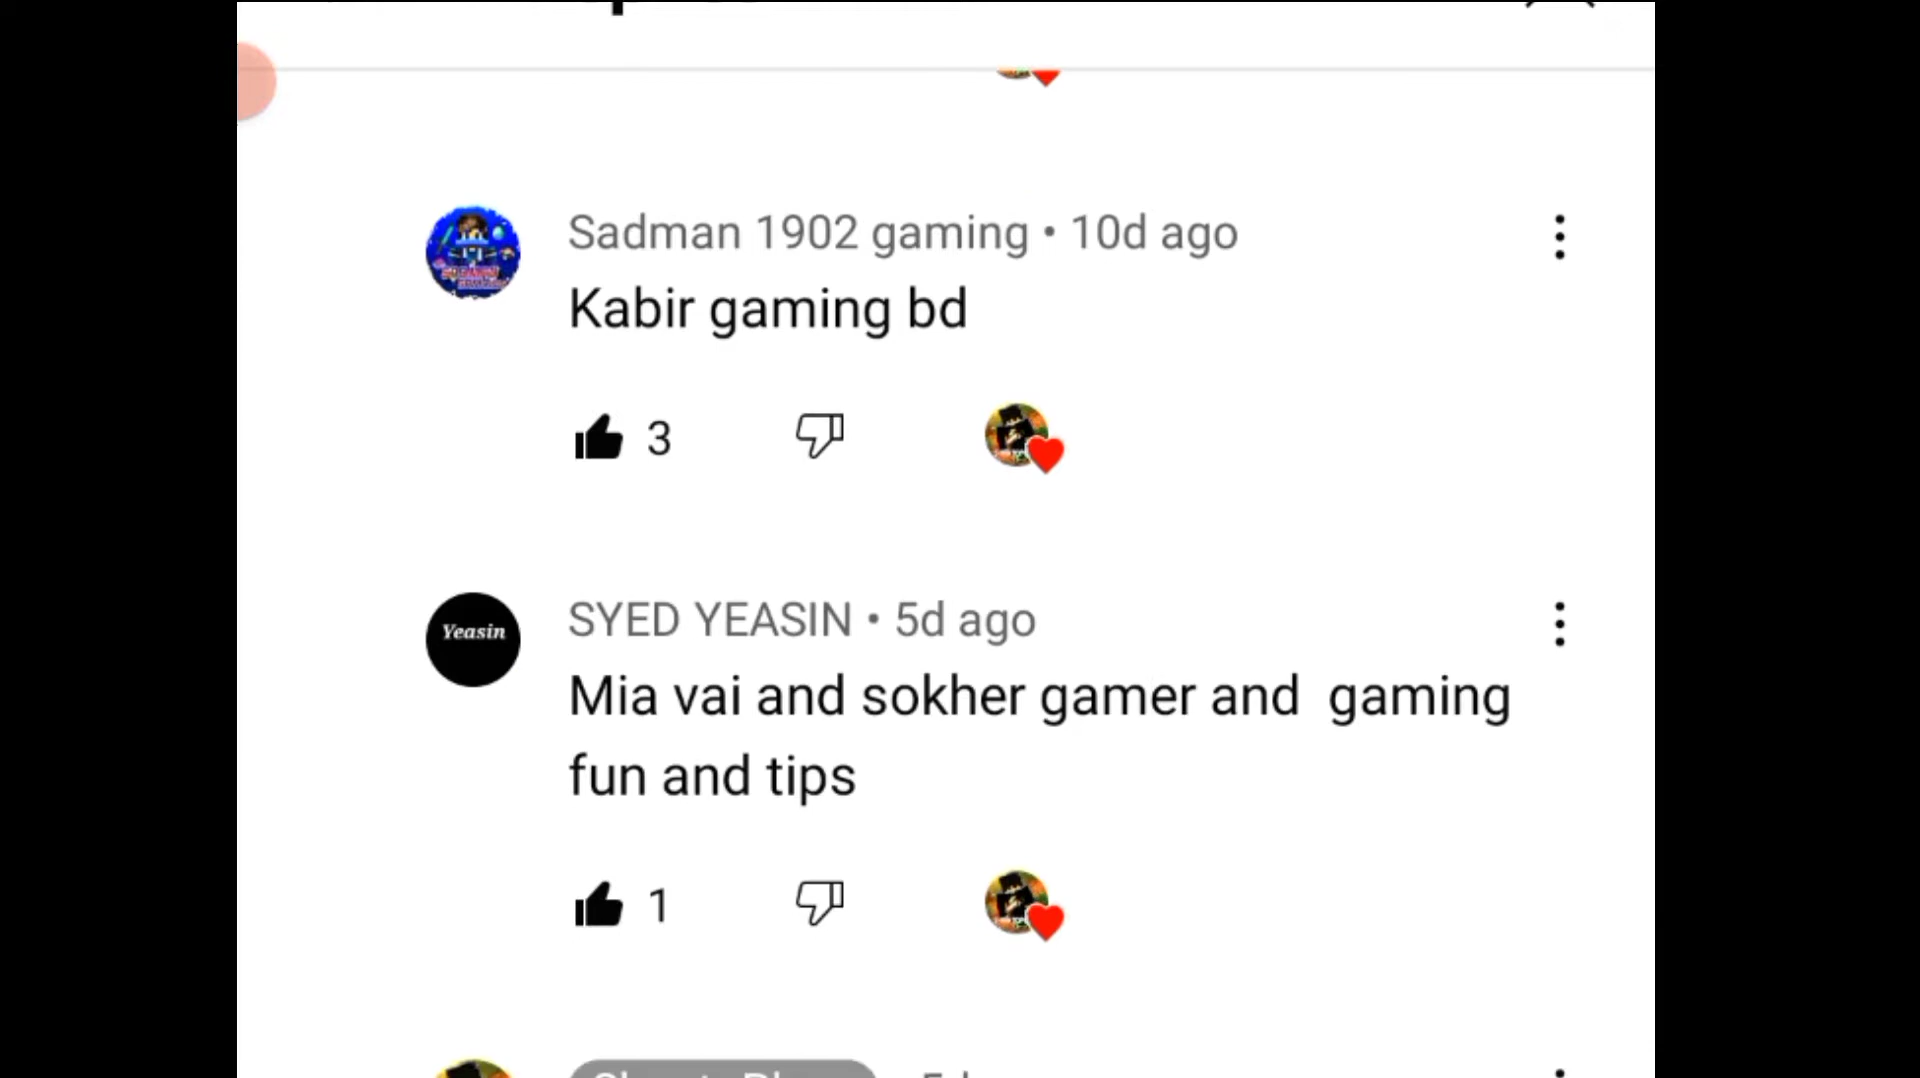 Sadman 1902 gaming • 10d ago
Kabir gaming bd
3
Yeasin
SYED YEASIN • 5d ago
Mia vai and sokher gamer and  gaming
fun and tips
1